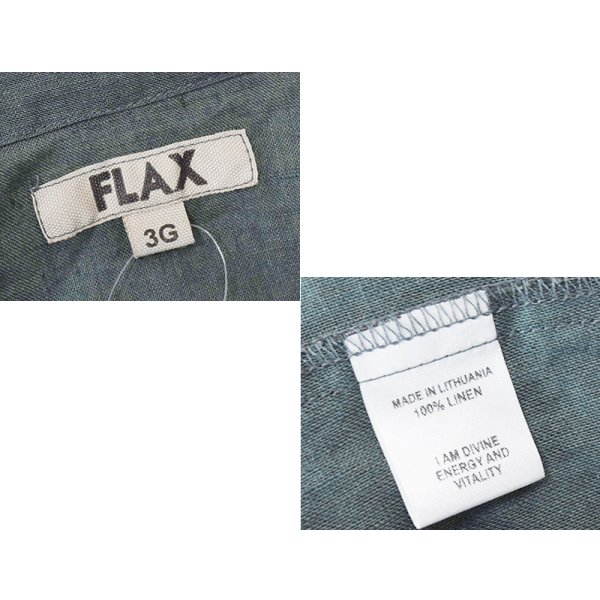 FLAX
3G
MADE IN LITHUANIA
100% LINEN
I AM DIVINE
ENERGY AND
VITALITY